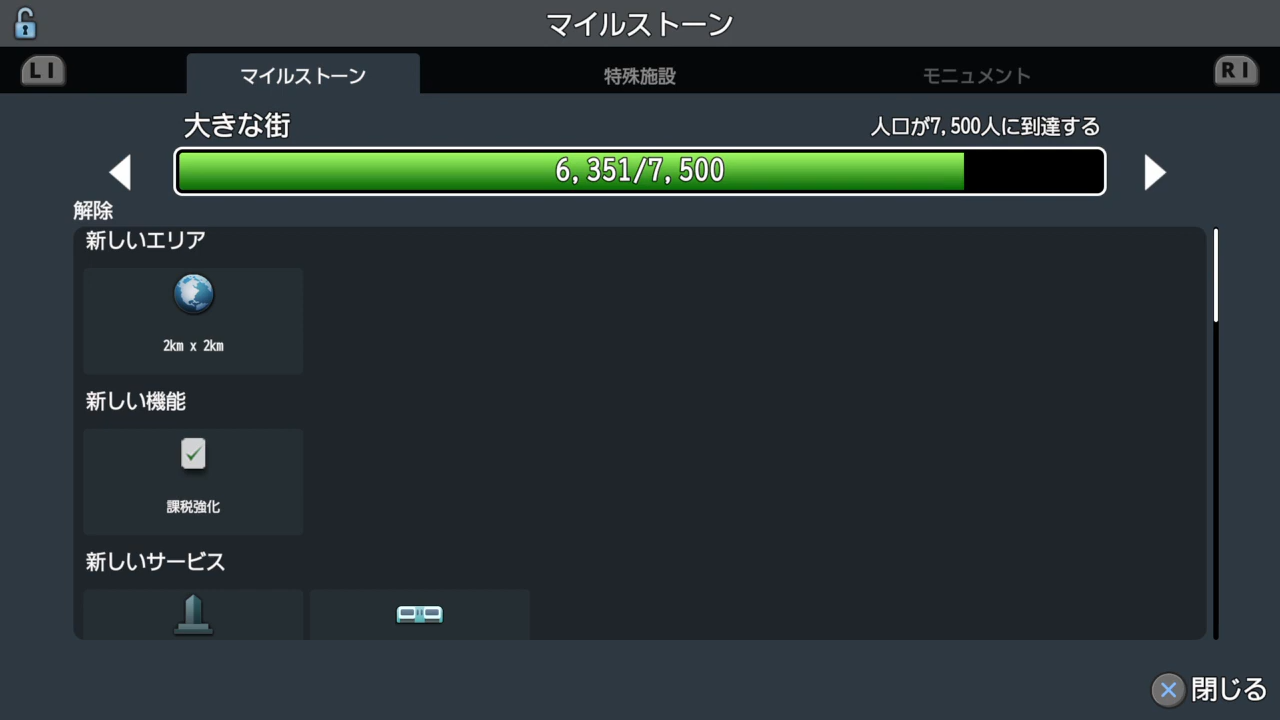 マイルストーン
L1
マイルストーン
特殊施設
モニュメント
R1
大きな街
人口が7,500人に到達する
6,351/7,500
解除
新しいエリア
2km x 2km
新しい機能
課税強化
新しいサービス
閉じる